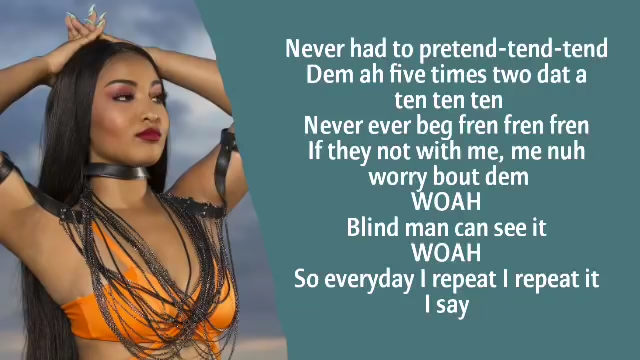 Never had to pretend-tend-tend
Dem ah five times two dat a
ten ten ten
Never ever beg fren fren fren
If they not with me, me nuh
worry bout dem
WOAH
Blind man can see it
WOAH
So everyday I repeat I repeat it
I say